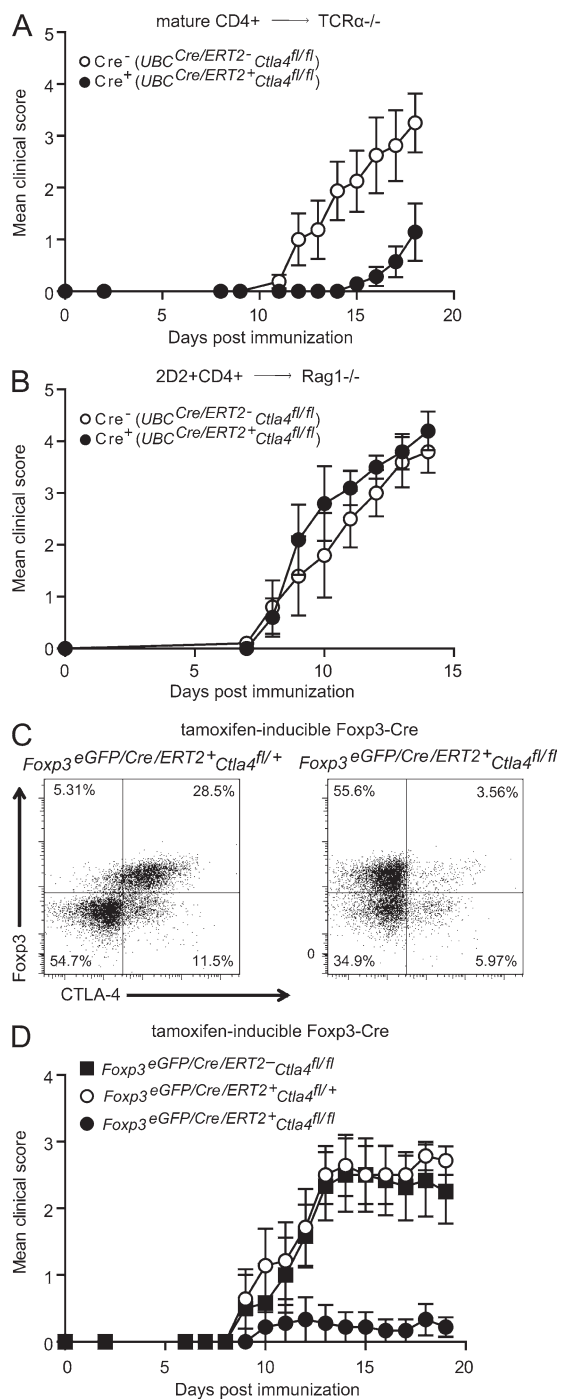 A
mature CD4+ ⟶ TCRα-/-
Cre⁻ (UBC^Cre/ERT2- Ctla4^fl/fl)
Cre⁺ (UBC^Cre/ERT2+ Ctla4^fl/fl)
Mean clinical score
5
4
3
2
1
0
0 5 10 15 20
Days post immunization
B
2D2+CD4+ ⟶ Rag1-/-
Cre⁻ (UBC^Cre/ERT2- Ctla4^fl/fl)
Cre⁺ (UBC^Cre/ERT2+ Ctla4^fl/fl)
Mean clinical score
5
4
3
2
1
0
0 5 10 15
Days post immunization
C
tamoxifen-inducible Foxp3-Cre
Foxp3^eGFP/Cre/ERT2+ Ctla4^fl/+
Foxp3^eGFP/Cre/ERT2+ Ctla4^fl/fl
5.31% 28.5%
54.7% 11.5%
55.6% 3.56%
0
34.9% 5.97%
Foxp3
CTLA-4
D
tamoxifen-inducible Foxp3-Cre
Foxp3^eGFP/Cre/ERT2– Ctla4^fl/fl
Foxp3^eGFP/Cre/ERT2+ Ctla4^fl/+
Foxp3^eGFP/Cre/ERT2+ Ctla4^fl/fl
Mean clinical score
4
3
2
1
0
0 5 10 15 20
Days post immunization